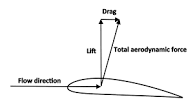 Drag
Lift
Total aerodynamic force
Flow direction